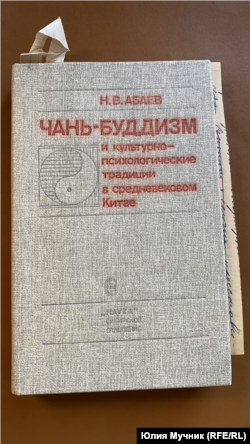 Н. В. АБАЕВ
ЧАНЬ-БУДДИЗМ
и культурно-
психологические
традиции
в средневековом
Китае
Юлия Мучник (RFE/RL)